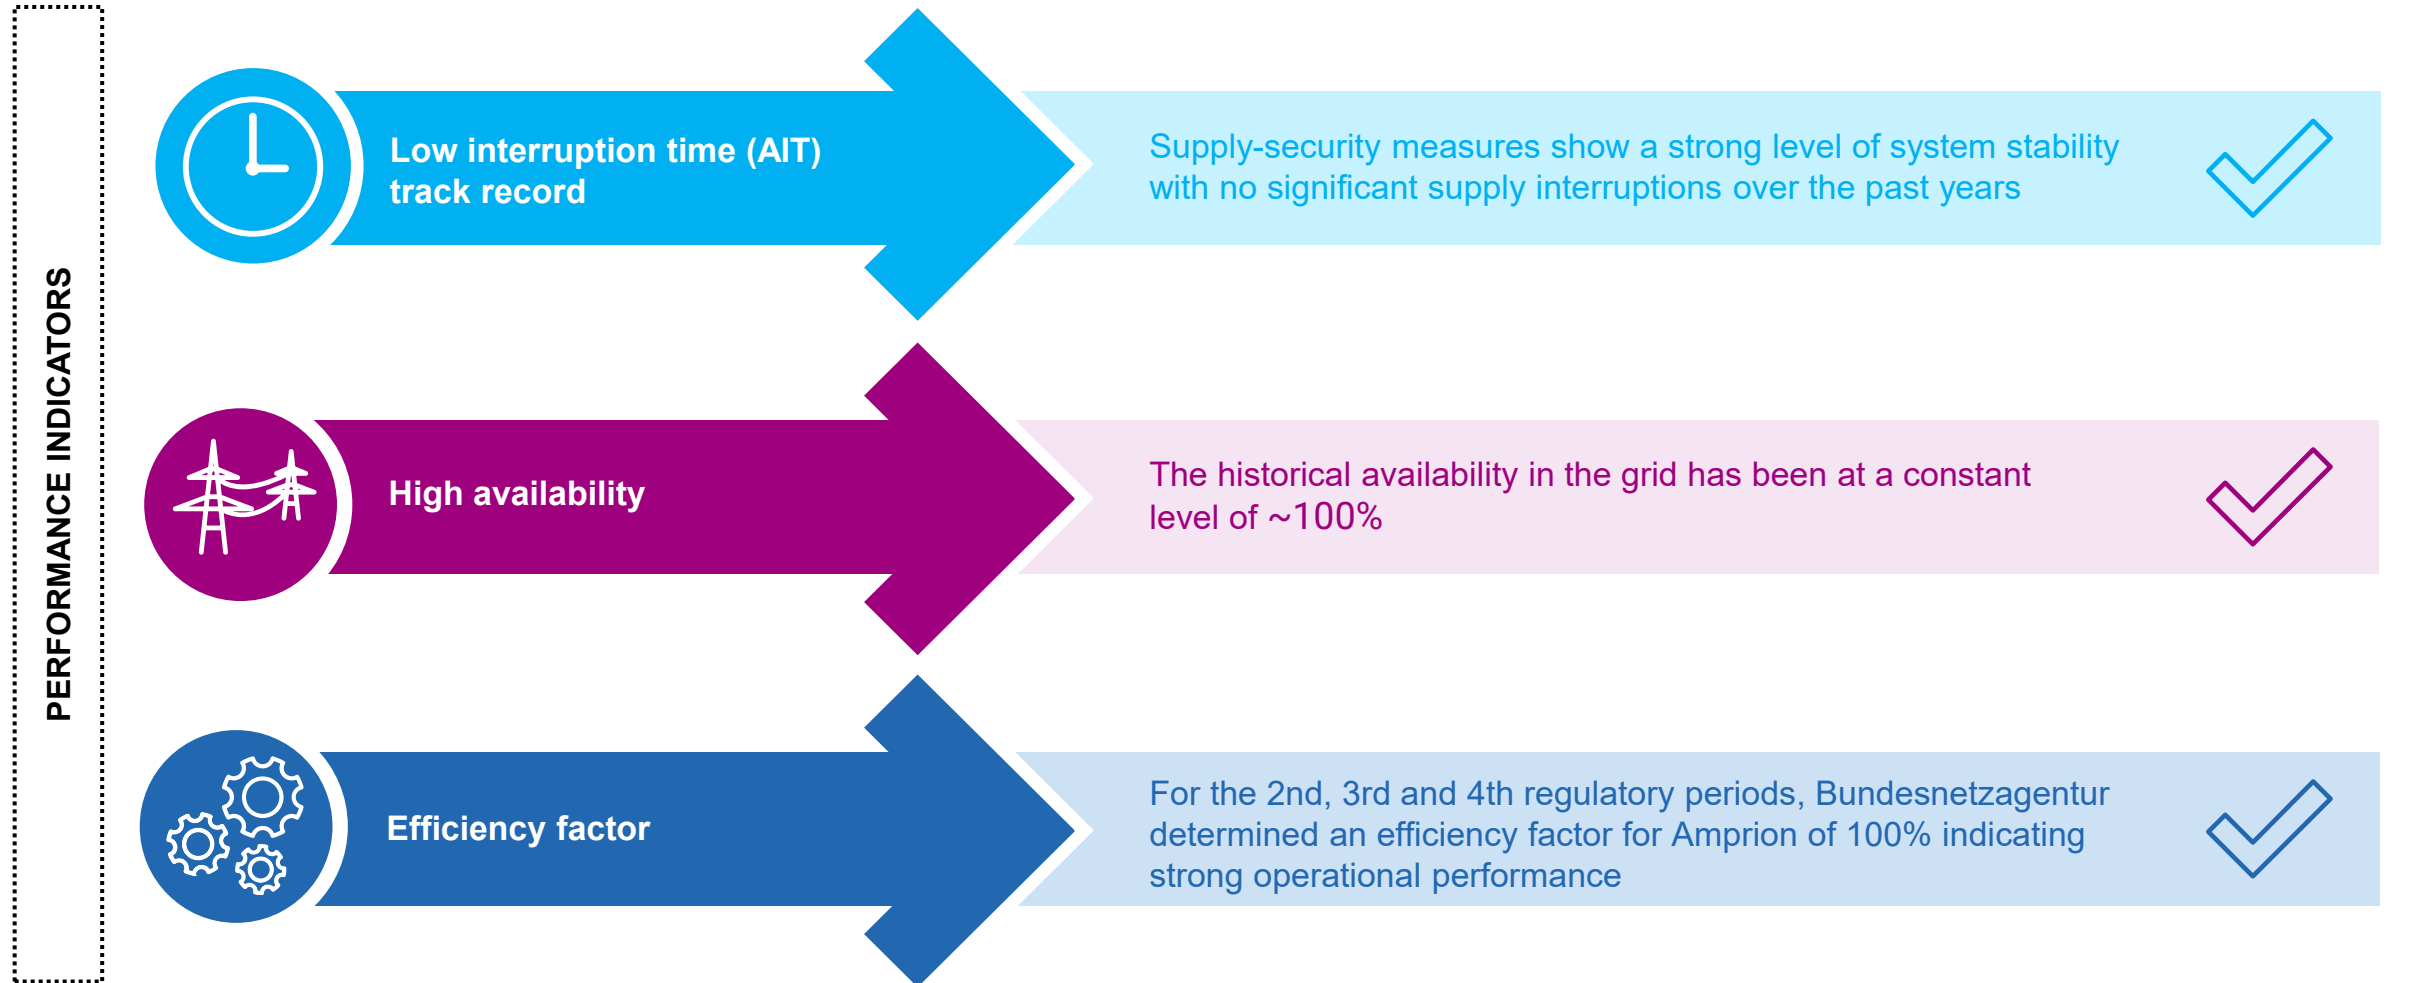 PERFORMANCE INDICATORS
Low interruption time (AIT)
track record
Supply-security measures show a strong level of system stability
with no significant supply interruptions over the past years
High availability
The historical availability in the grid has been at a constant
level of ~100%
Efficiency factor
For the 2nd, 3rd and 4th regulatory periods, Bundesnetzagentur
determined an efficiency factor for Amprion of 100% indicating
strong operational performance